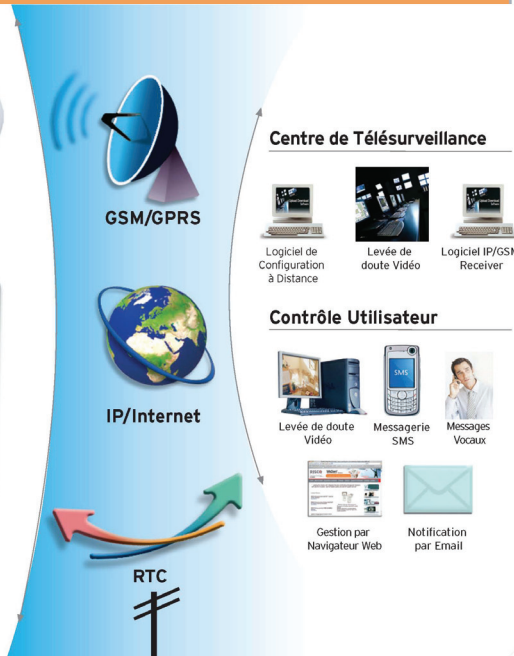 GSM/GPRS
IP/Internet
RTC
Centre de Télésurveillance
Logiciel de
Configuration
à Distance
Levée de
doute Vidéo
Logiciel IP/GSM
Receiver
Contrôle Utilisateur
Levée de doute
Vidéo
SMS
Messagerie
SMS
Messages
Vocaux
Gestion par
Navigateur Web
Notification
par Email